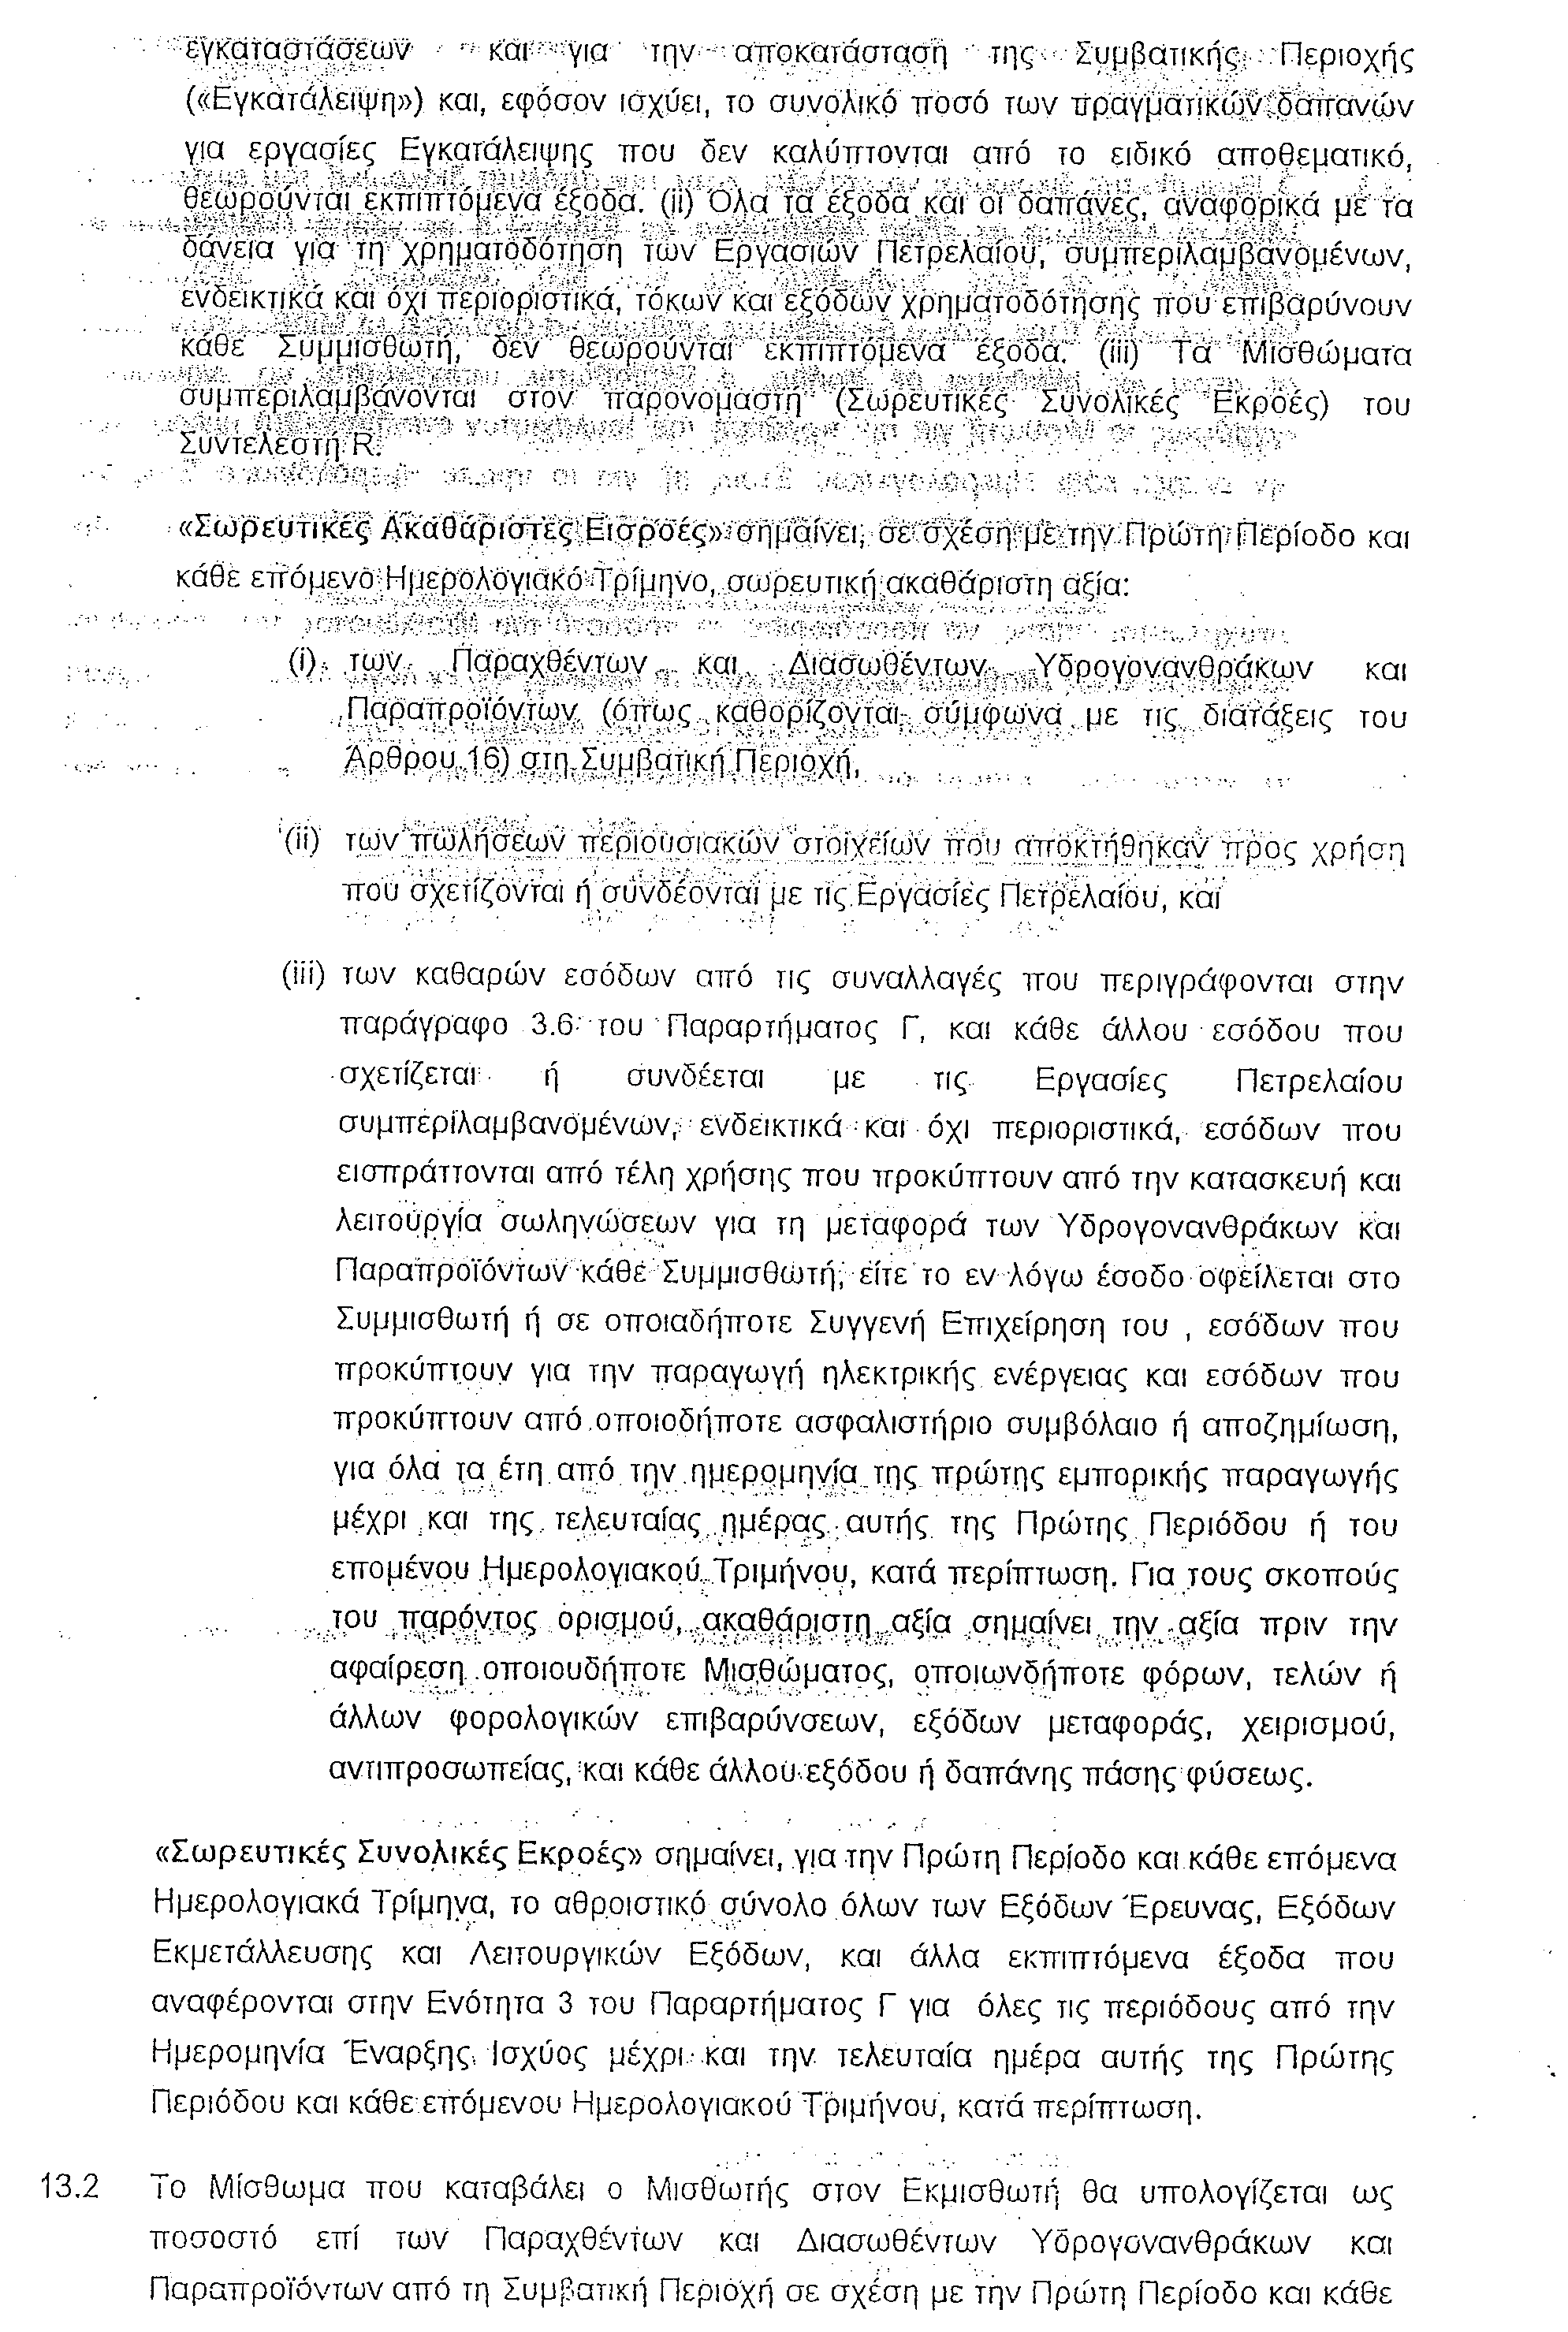 εγκαταστάσεων και για την αποκατάσταση της Συμβατικής Περιοχής
(«Εγκατάλειψη») και, εφόσον ισχύει, το συνολικό ποσό των πραγματικών δαπανών
για εργασίες Εγκατάλειψης που δεν καλύπτονται από το ειδικό αποθεματικό,
θεωρούνται εκπιπτόμενα έξοδα. (ii) Όλα τα έξοδα και οι δαπάνες, αναφορικά με τα
δάνεια για τη χρηματοδότηση των Εργασιών Πετρελαίου, συμπεριλαμβανομένων,
ενδεικτικά και όχι περιοριστικά, τόκων και εξόδων χρηματοδότησης που επιβαρύνουν
κάθε Συμμισθωτή, δεν θεωρούνται εκπιπτόμενα έξοδα. (iii) Τα Μισθώματα
συμπεριλαμβάνονται στον παρονομαστή (Σωρευτικές Συνολικές Εκροές) του
Συντελεστή R.
«Σωρευτικές Ακαθάριστες Εισροές» σημαίνει, σε σχέση με την Πρώτη Περίοδο και
κάθε επόμενο Ημερολογιακό Τρίμηνο, σωρευτική ακαθάριστη αξία:
(i) των Παραχθέντων και Διασωθέντων Υδρογονανθράκων και
Παραπροϊόντων (όπως καθορίζονται σύμφωνα με τις διατάξεις του
Άρθρου 16) στη Συμβατική Περιοχή,
(ii) των πωλήσεων περιουσιακών στοιχείων που αποκτήθηκαν προς χρήση
που σχετίζονται ή συνδέονται με τις Εργασίες Πετρελαίου, και
(iii) των καθαρών εσόδων από τις συναλλαγές που περιγράφονται στην
παράγραφο 3.6 του Παραρτήματος Γ, και κάθε άλλου εσόδου που
σχετίζεται ή συνδέεται με τις Εργασίες Πετρελαίου
συμπεριλαμβανομένων, ενδεικτικά και όχι περιοριστικά, εσόδων που
εισπράττονται από τέλη χρήσης που προκύπτουν από την κατασκευή και
λειτουργία σωληνώσεων για τη μεταφορά των Υδρογονανθράκων και
Παραπροϊόντων κάθε Συμμισθωτή, είτε το εν λόγω έσοδο οφείλεται στο
Συμμισθωτή ή σε οποιαδήποτε Συγγενή Επιχείρηση του , εσόδων που
προκύπτουν για την παραγωγή ηλεκτρικής ενέργειας και εσόδων που
προκύπτουν από οποιοδήποτε ασφαλιστήριο συμβόλαιο ή αποζημίωση,
για όλα τα έτη από την ημερομηνία της πρώτης εμπορικής παραγωγής
μέχρι και της τελευταίας ημέρας αυτής της Πρώτης Περιόδου ή του
επομένου Ημερολογιακού Τριμήνου, κατά περίπτωση. Για τους σκοπούς
του παρόντος ορισμού, ακαθάριστη αξία σημαίνει την αξία πριν την
αφαίρεση οποιουδήποτε Μισθώματος, οποιωνδήποτε φόρων, τελών ή
άλλων φορολογικών επιβαρύνσεων, εξόδων μεταφοράς, χειρισμού,
αντιπροσωπείας, και κάθε άλλου εξόδου ή δαπάνης πάσης φύσεως.
«Σωρευτικές Συνολικές Εκροές» σημαίνει, για την Πρώτη Περίοδο και κάθε επόμενα
Ημερολογιακά Τρίμηνα, το αθροιστικό σύνολο όλων των Εξόδων Έρευνας, Εξόδων
Εκμετάλλευσης και Λειτουργικών Εξόδων, και άλλα εκπιπτόμενα έξοδα που
αναφέρονται στην Ενότητα 3 του Παραρτήματος Γ για όλες τις περιόδους από την
Ημερομηνία Έναρξης Ισχύος μέχρι και την τελευταία ημέρα αυτής της Πρώτης
Περιόδου και κάθε επόμενου Ημερολογιακού Τριμήνου, κατά περίπτωση.
13.2 Το Μίσθωμα που καταβάλει ο Μισθωτής στον Εκμισθωτή θα υπολογίζεται ως
ποσοστό επί των Παραχθέντων και Διασωθέντων Υδρογονανθράκων και
Παραπροϊόντων από τη Συμβατική Περιοχή σε σχέση με την Πρώτη Περίοδο και κάθε